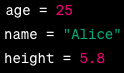 age = 25
name = "Alice"
height = 5.8